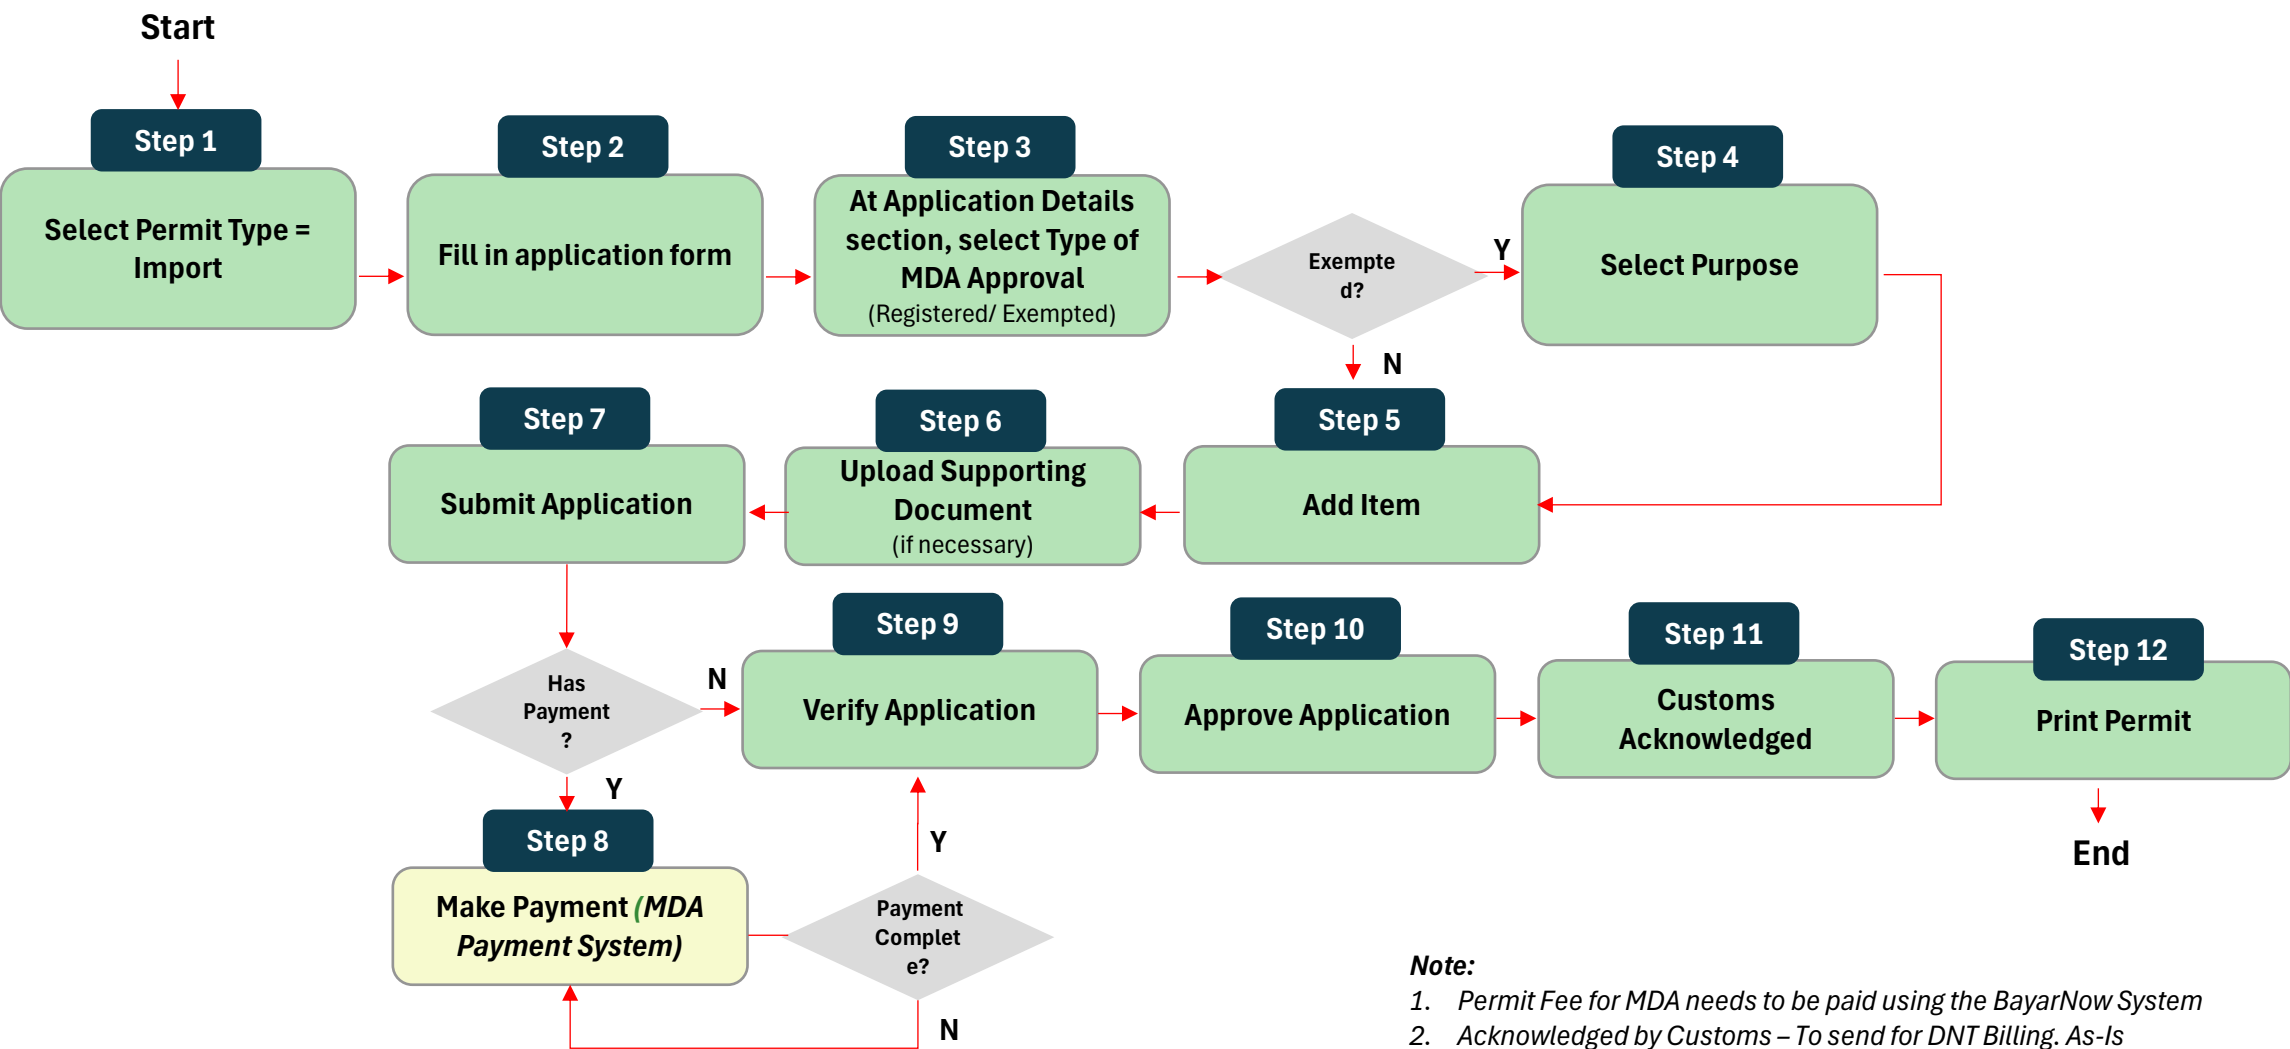 Start
Step 1
Select Permit Type =
Import
Step 2
Fill in application form
Step 3
At Application Details
section, select Type of
MDA Approval
(Registered/ Exempted)
Exempte
d?
Y
N
Step 4
Select Purpose
Step 5
Add Item
Step 6
Upload Supporting
Document
(if necessary)
Step 7
Submit Application
Has
Payment
?
N
Y
Step 8
Make Payment (MDA
Payment System)
Payment
Complet
e?
Y
N
Step 9
Verify Application
Step 10
Approve Application
Step 11
Customs
Acknowledged
Step 12
Print Permit
End
Note:
1. Permit Fee for MDA needs to be paid using the BayarNow System
2. Acknowledged by Customs – To send for DNT Billing. As-Is